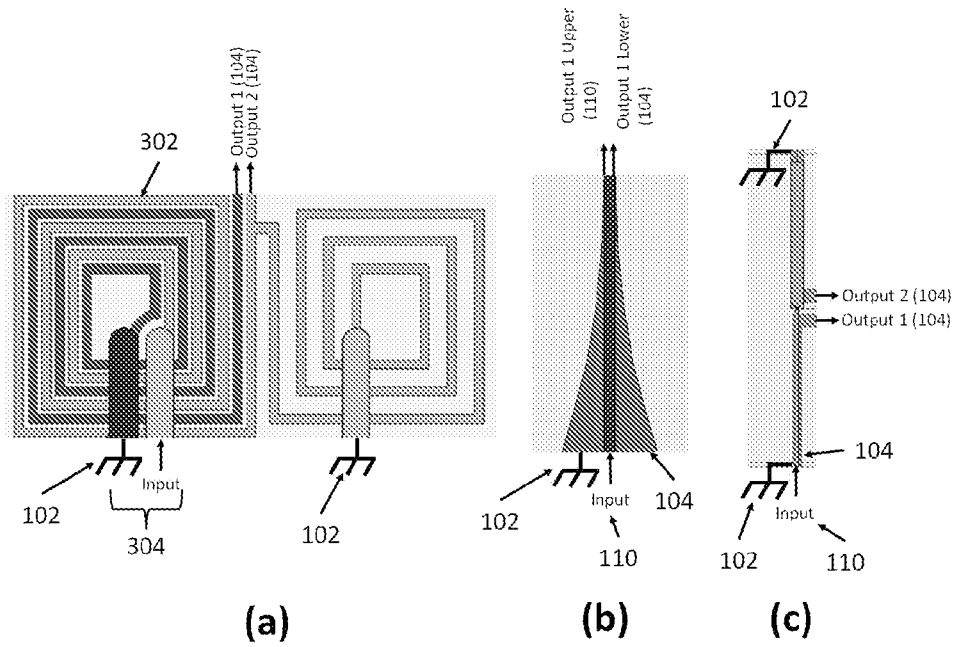 Output 1 (104)
Output 2 (104)
302
102
Input
304
102
(a)
Output 1 Upper
(110)
Output 1 Lower
(104)
102
Input
104
110
(b)
102
Output 2 (104)
Output 1 (104)
104
Input
102
110
(c)